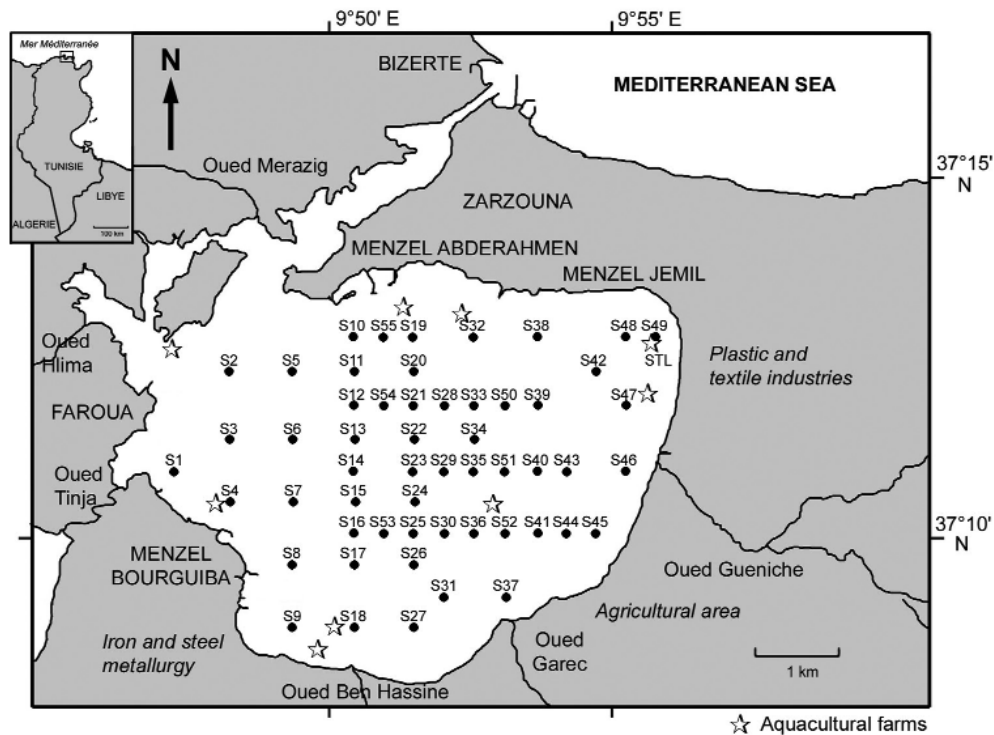 9°50' E
9°55' E
Mer Méditerranée
TUNISIE
LIBYE
ALGERIE
100 km
N
BIZERTE
MEDITERRANEAN SEA
37°15'
N
Oued Merazig
ZARZOUNA
MENZEL ABDERAHMEN
MENZEL JEMIL
S10 S55 S19 S32 S38 S48 S49
Oued
Hlima
S2 S5 S11 S20 S42 STL
Plastic and
textile industries
FAROUA
S12 S54 S21 S28 S33 S50 S39 S47
S3 S6 S13 S22 S34
S1 S14 S23 S29 S35 S51 S40 S43 S46
Oued
Tinja
S4 S7 S15 S24
S16 S53 S25 S30 S36 S52 S41 S44 S45
37°10'
N
MENZEL
BOURGUIBA
S8 S17 S26
Oued Gueniche
S31 S37
Agricultural area
S9 S18 S27
Iron and steel
metallurgy
Oued
Garec
1 km
Oued Ben Hassine
Aquacultural farms